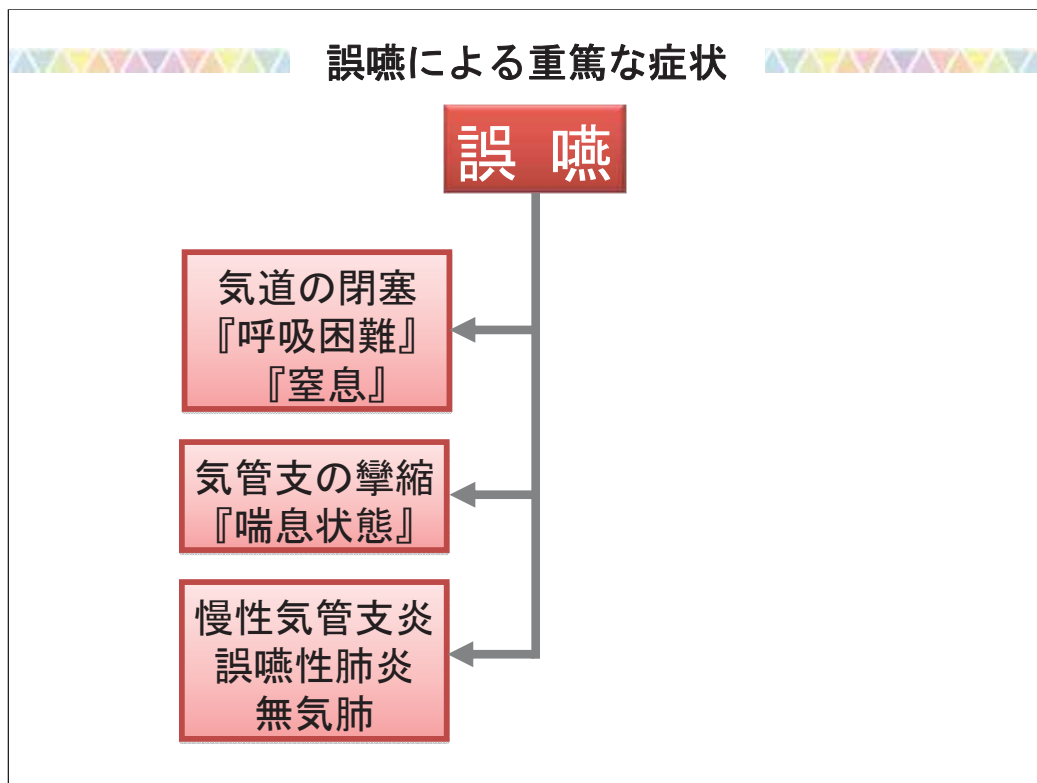 誤嚥による重篤な症状
誤 嚥
気道の閉塞
『呼吸困難』
『窒息』
気管支の攣縮
『喘息状態』
慢性気管支炎
誤嚥性肺炎
無気肺